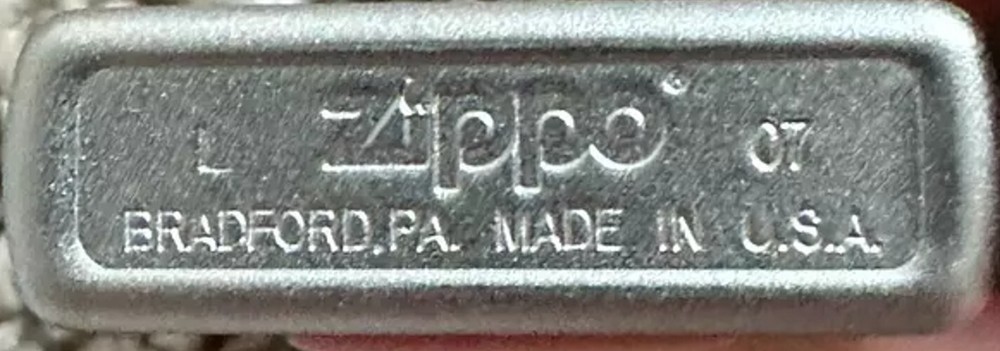 L Zippo® 07
BRADFORD,PA. MADE IN U.S.A.